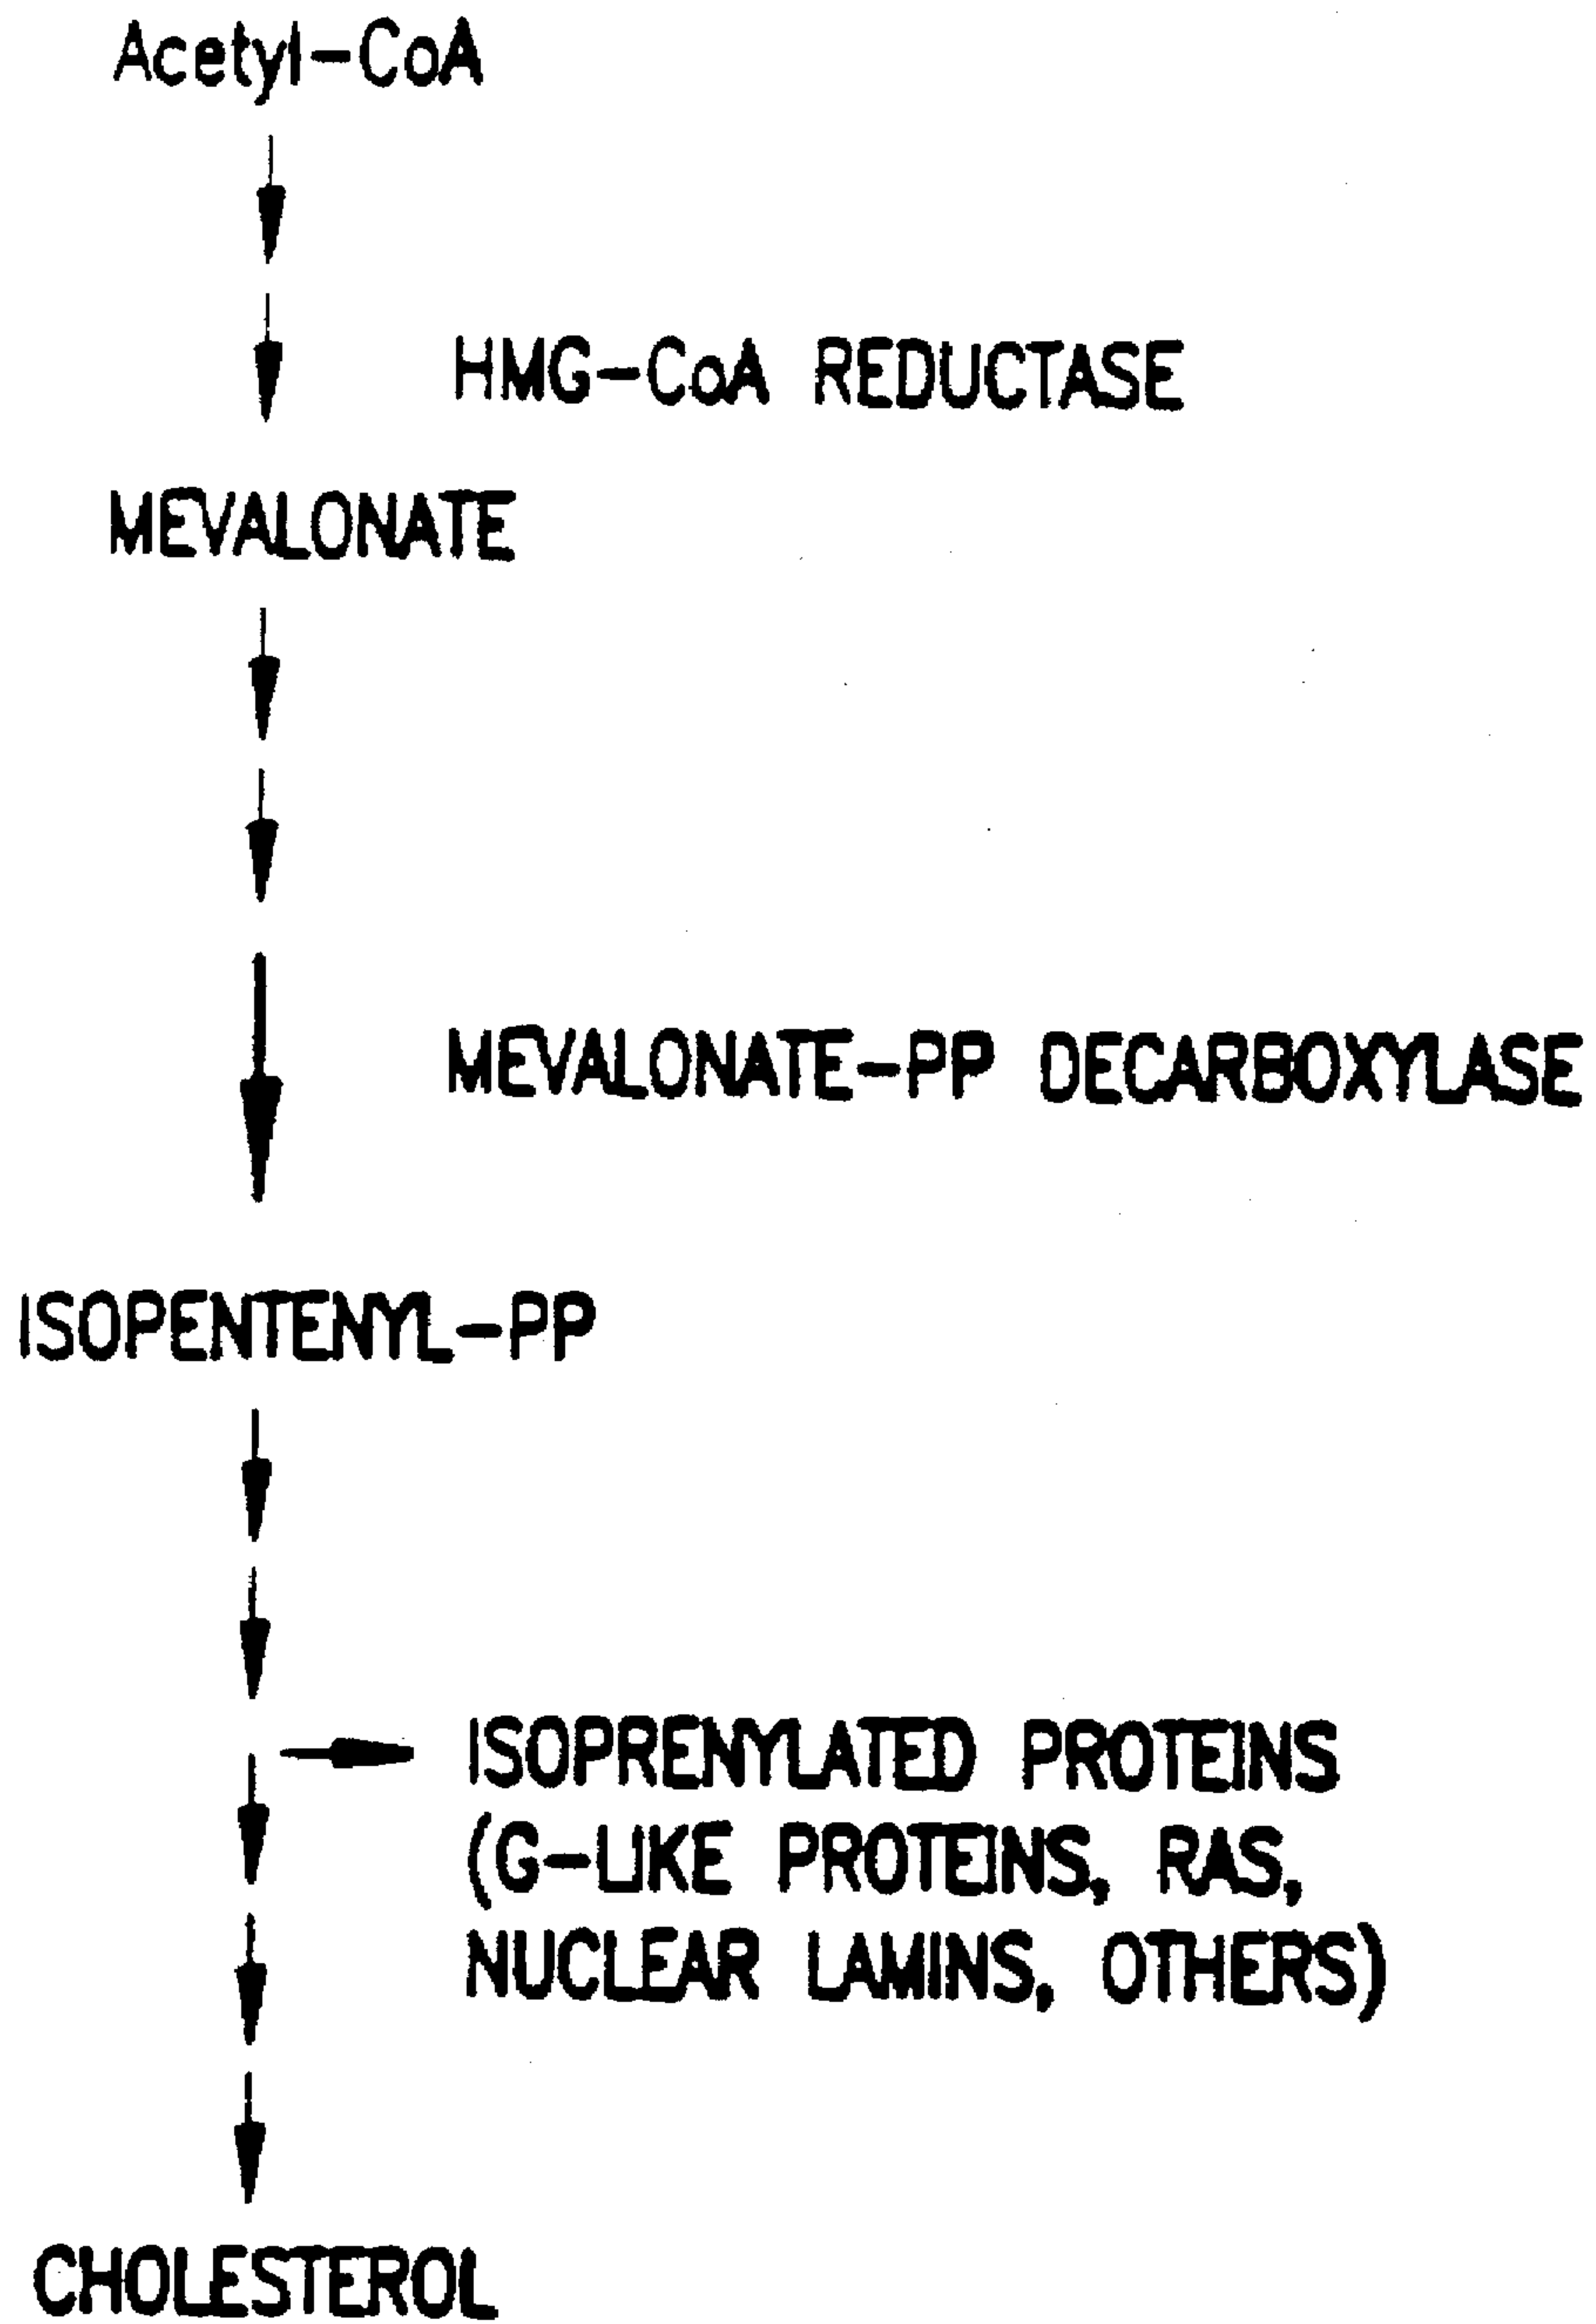 Acetyl-CoA
HMG-CoA REDUCTASE
MEVALONATE
MEVALONATE-PP DECARBOXYLASE
ISOPENTENYL-PP
ISOPRENYLATED PROTEINS
(G-LIKE PROTEINS, RAS,
NUCLEAR LAMINS, OTHERS)
CHOLESTEROL